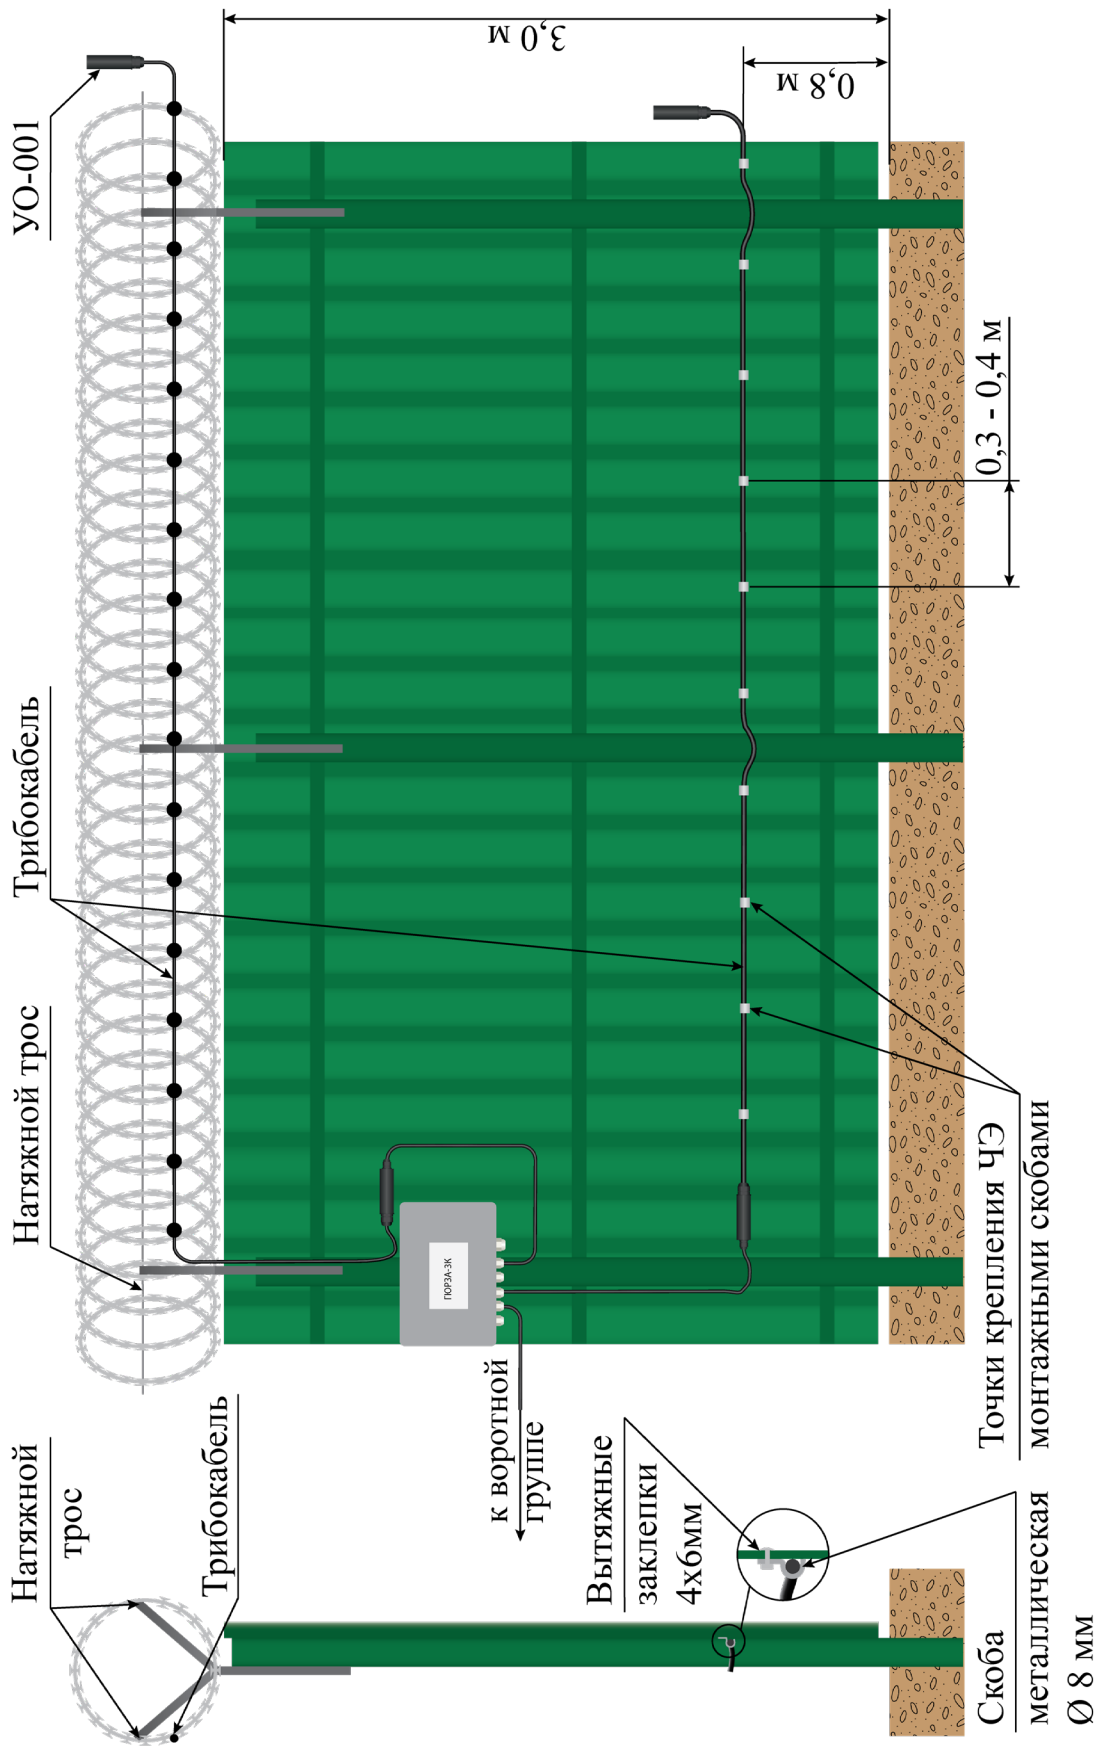 Натяжной
трос
Трибокабель
Натяжной трос
Трибокабель
УО-001
3,0 м
0,8 м
ГЮРЗА-3К
к воротной
группе
Вытяжные
заклепки
4х6мм
0,3 - 0,4 м
Скоба
металлическая
Ø 8 мм
Точки крепления ЧЭ
монтажными скобами